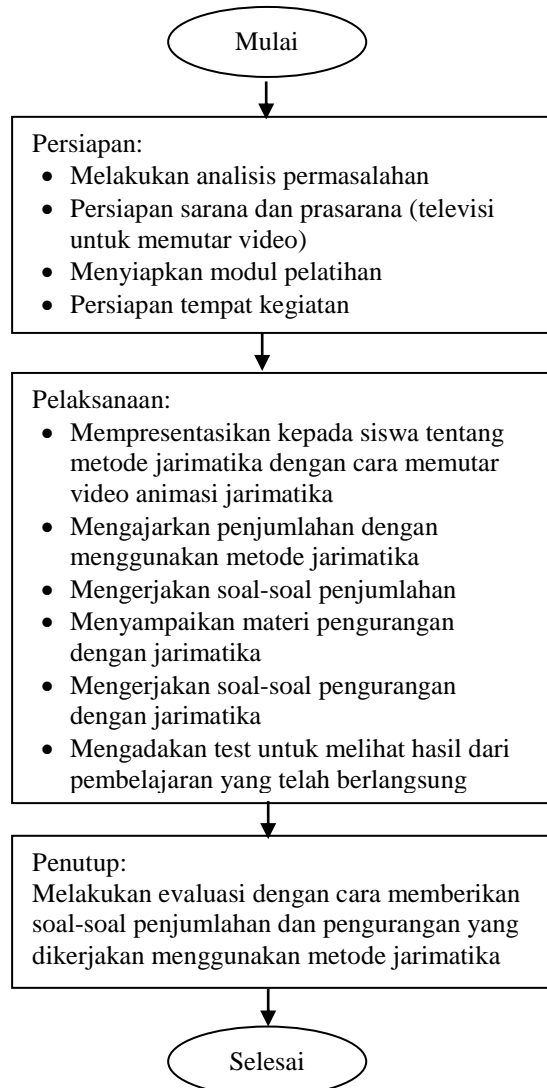 Mulai
Persiapan:
• Melakukan analisis permasalahan
• Persiapan sarana dan prasarana (televisi
untuk memutar video)
• Menyiapkan modul pelatihan
• Persiapan tempat kegiatan
Pelaksanaan:
• Mempresentasikan kepada siswa tentang
metode jarimatika dengan cara memutar
video animasi jarimatika
• Mengajarkan penjumlahan dengan
menggunakan metode jarimatika
• Mengerjakan soal-soal penjumlahan
• Menyampaikan materi pengurangan
dengan jarimatika
• Mengerjakan soal-soal pengurangan
dengan jarimatika
• Mengadakan test untuk melihat hasil dari
pembelajaran yang telah berlangsung
Penutup:
Melakukan evaluasi dengan cara memberikan
soal-soal penjumlahan dan pengurangan yang
dikerjakan menggunakan metode jarimatika
Selesai